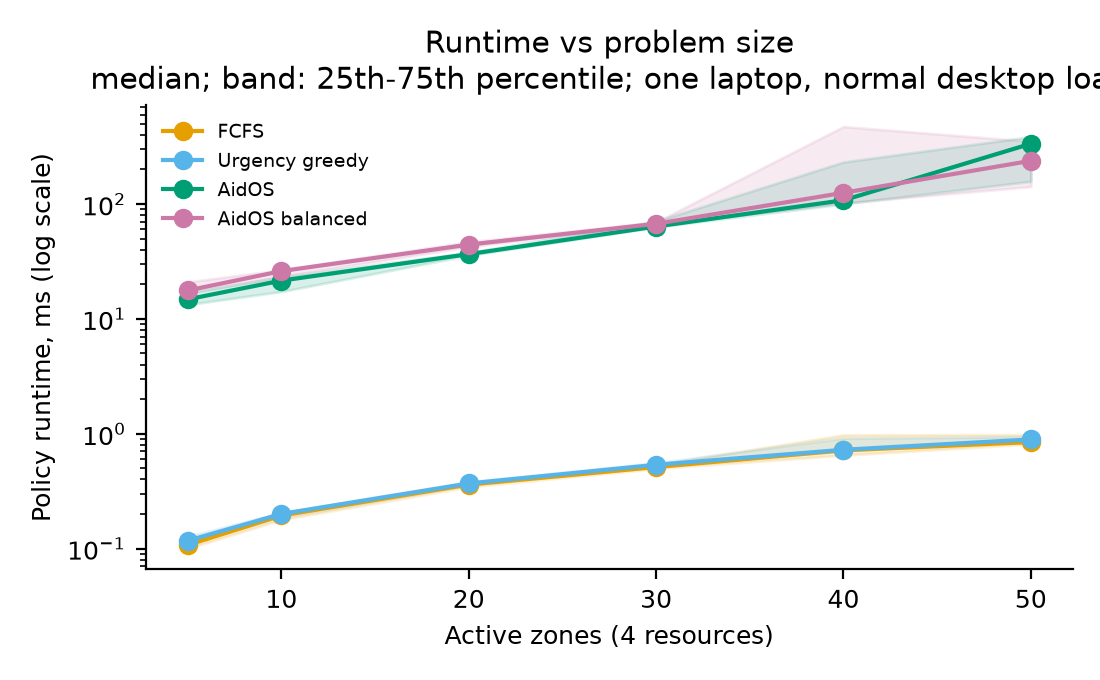 Runtime vs problem size
median; band: 25th-75th percentile; one laptop, normal desktop loa
Policy runtime, ms (log scale)
FCFS
Urgency greedy
AidOS
AidOS balanced
10²
10¹
10⁰
10⁻¹
10 20 30 40 50
Active zones (4 resources)